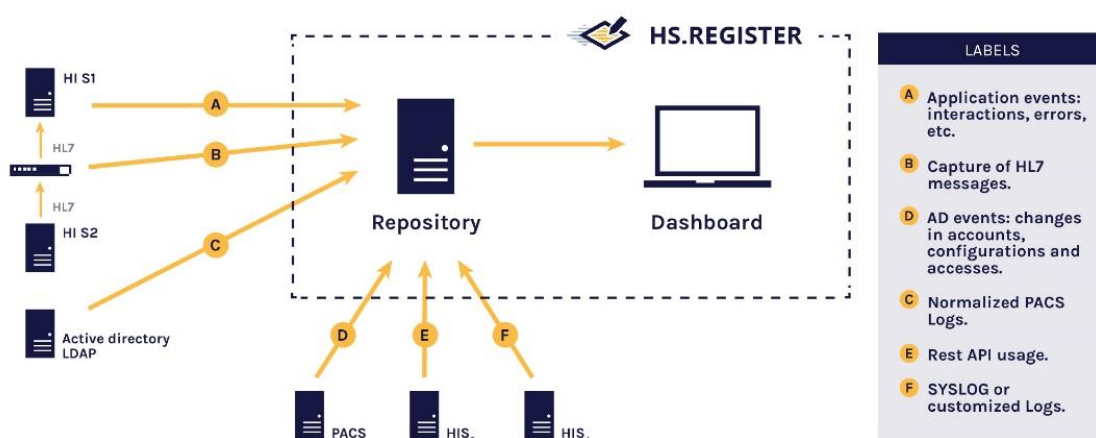 HS.REGISTER
HI S1
HL7
HL7
HI S2
Active directory
LDAP
A
B
C
Repository
Dashboard
D
E
F
PACS
HIS
HIS
LABELS
A Application events:
interactions, errors,
etc.
B Capture of HL7
messages.
D AD events: changes
in accounts,
configurations and
accesses.
C Normalized PACS
Logs.
E Rest API usage.
F SYSLOG or
customized Logs.